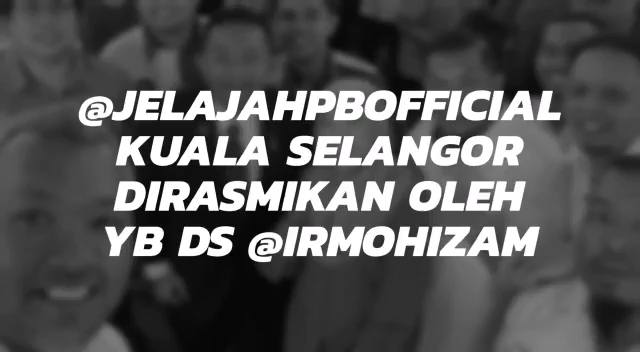 @JELAJAHPBOFFICIAL
KUALA SELANGOR
DIRASMIKAN OLEH
YB DS @IRMOHIZAM